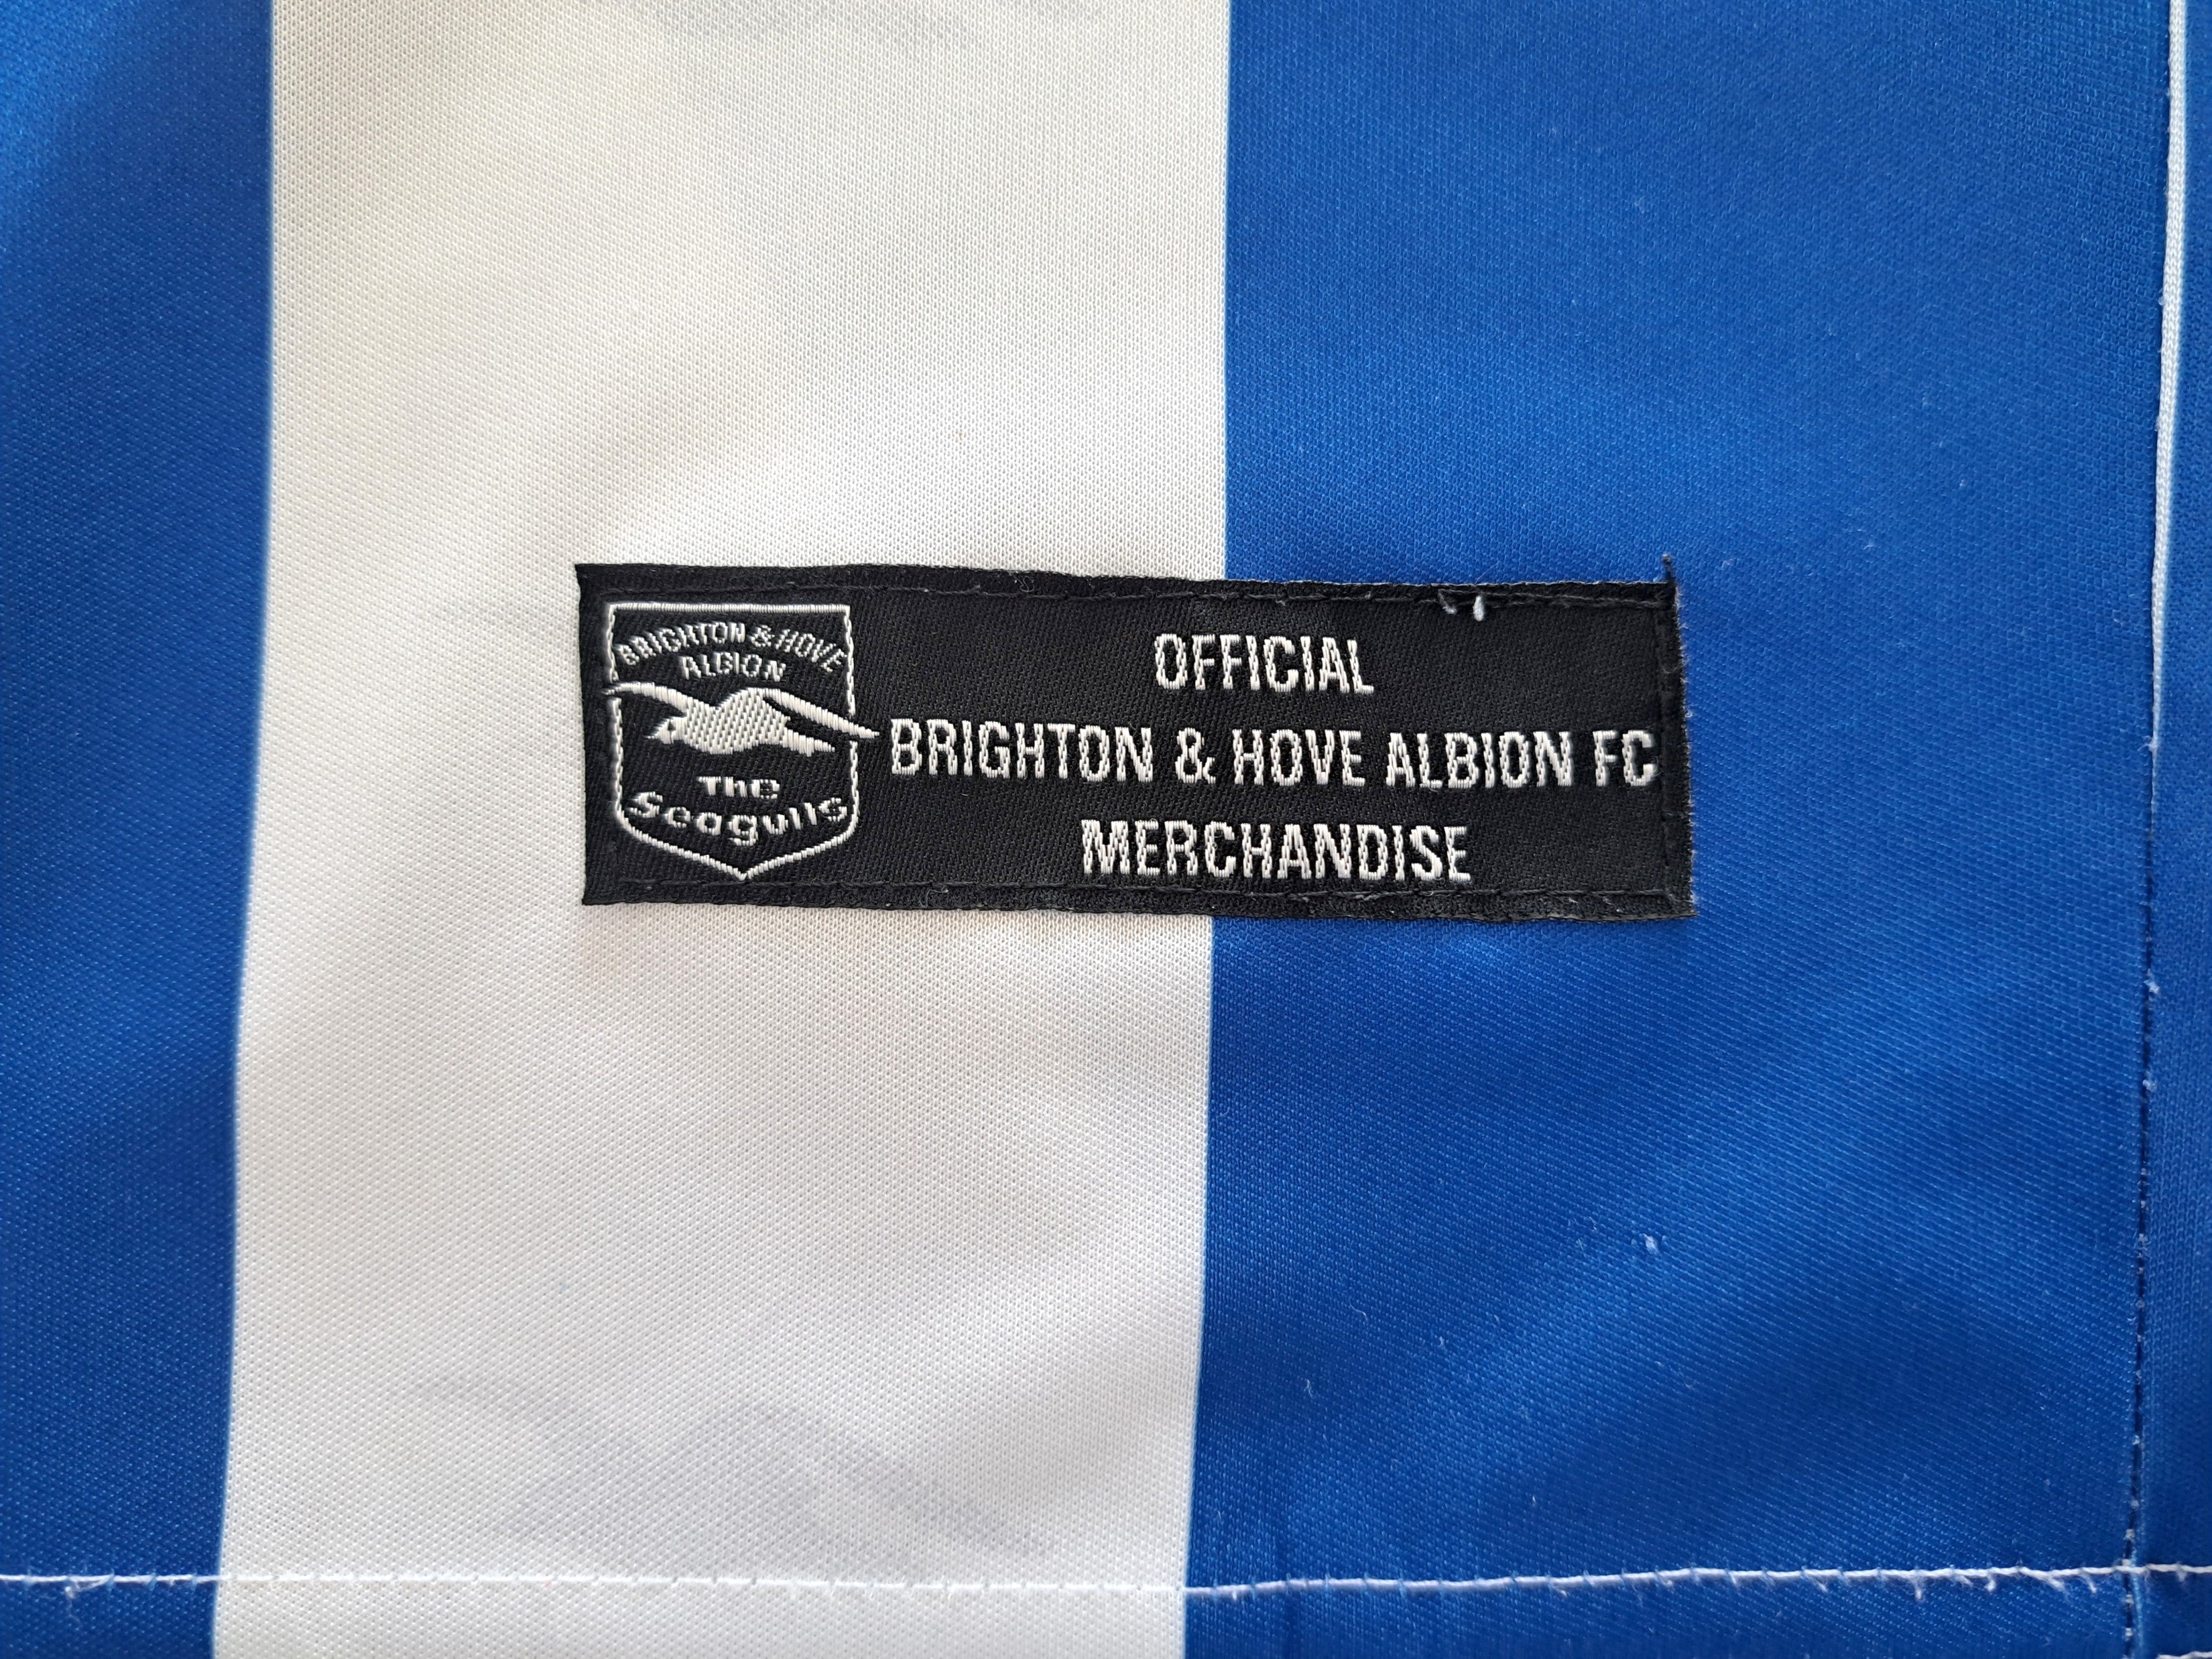 BRIGHTON & HOVE
ALBION
The
Seagulls
OFFICIAL
BRIGHTON & HOVE ALBION FC
MERCHANDISE